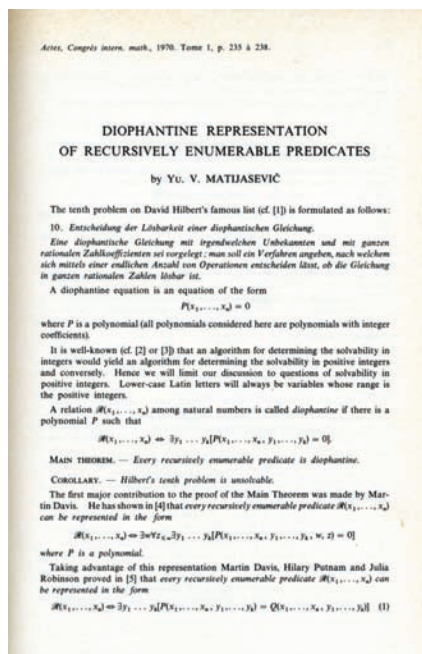 Actes, Congrès intern. math., 1970. Tome 1, p. 235 à 238.
DIOPHANTINE REPRESENTATION
OF RECURSIVELY ENUMERABLE PREDICATES
by YU. V. MATIJASEVIČ
The tenth problem on David Hilbert's famous list (cf. [1]) is formulated as follows:
10. Entscheidung der Lösbarkeit einer diophantischen Gleichung.
Eine diophantische Gleichung mit irgendwelchen Unbekannten und mit ganzen
rationalen Zahlkoeffizienten sei vorgelegt; man soll ein Verfahren angeben, nach welchem
sich mittels einer endlichen Anzahl von Operationen entscheiden lässt, ob die Gleichung
in ganzen rationalen Zahlen lösbar ist.
A diophantine equation is an equation of the form
P(x₁,..., xₙ) = 0
where P is a polynomial (all polynomials considered here are polynomials with integer
coefficients).
It is well-known (cf. [2] or [3]) that an algorithm for determining the solvability in
integers would yield an algorithm for determining the solvability in positive integers
and conversely. Hence we will limit our discussion to questions of solvability in
positive integers. Lower-case Latin letters will always be variables whose range is
the positive integers.
A relation ℛ(x₁,..., xₙ) among natural numbers is called diophantine if there is a
polynomial P such that
ℛ(x₁,..., xₙ) ⇔ ∃y₁ ... yₖ[P(x₁,..., xₙ, y₁,..., yₖ) = 0].
MAIN THEOREM. — Every recursively enumerable predicate is diophantine.
COROLLARY. — Hilbert's tenth problem is unsolvable.
The first major contribution to the proof of the Main Theorem was made by Mar-
tin Davis. He has shown in [4] that every recursively enumerable predicate ℛ(x₁,..., xₙ)
can be represented in the form
ℛ(x₁,..., xₙ) ⇔ ∃w∀z≤w∃y₁ ... yₖ[P(x₁,..., xₙ, y₁,..., yₖ, w, z) = 0]
where P is a polynomial.
Taking advantage of this representation Martin Davis, Hilary Putnam and Julia
Robinson proved in [5] that every recursively enumerable predicate ℛ(x₁,..., xₙ) can
be represented in the form
ℛ(x₁,..., xₙ) ⇔ ∃y₁ ... yₖ[P(x₁,..., xₙ, y₁,..., yₖ) = Q(x₁,..., xₙ, y₁,..., yₖ)] (1)